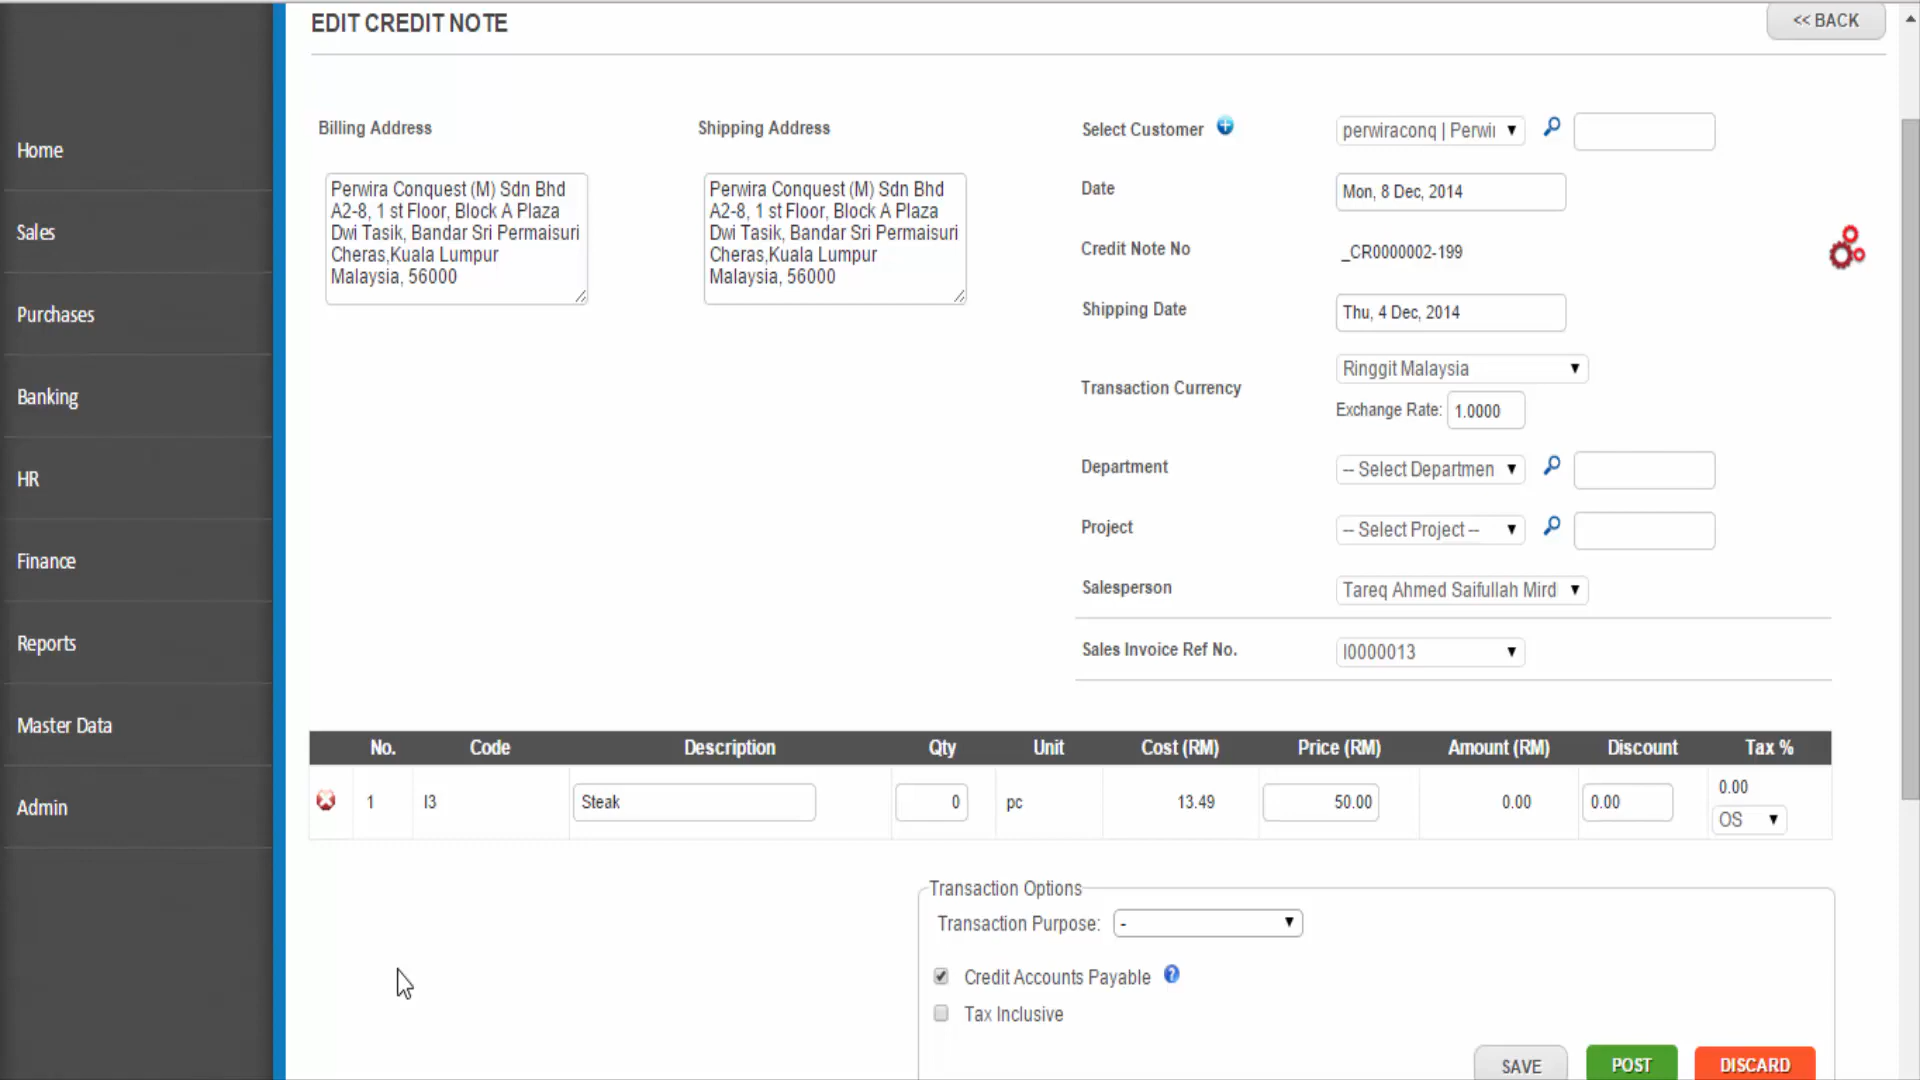 EDIT CREDIT NOTE
<< BACK
Home
Sales
Purchases
Banking
HR
Finance
Reports
Master Data
Admin
Billing Address
Perwira Conquest (M) Sdn Bhd
A2-8, 1 st Floor, Block A Plaza
Dwi Tasik, Bandar Sri Permaisuri
Cheras,Kuala Lumpur
Malaysia, 56000
Shipping Address
Perwira Conquest (M) Sdn Bhd
A2-8, 1 st Floor, Block A Plaza
Dwi Tasik, Bandar Sri Permaisuri
Cheras,Kuala Lumpur
Malaysia, 56000
Select Customer perwiraconq | Perwi
Date Mon, 8 Dec, 2014
Credit Note No _CR0000002-199
Shipping Date Thu, 4 Dec, 2014
Transaction Currency Ringgit Malaysia
Exchange Rate: 1.0000
Department -- Select Departmen
Project -- Select Project --
Salesperson Tareq Ahmed Saifullah Mird
Sales Invoice Ref No. I0000013
No. Code Description Qty Unit Cost (RM) Price (RM) Amount (RM) Discount Tax %
1 I3 Steak 0 pc 13.49 50.00 0.00 0.00 0.00
OS
Transaction Options
Transaction Purpose: -
Credit Accounts Payable
Tax Inclusive
SAVE POST DISCARD